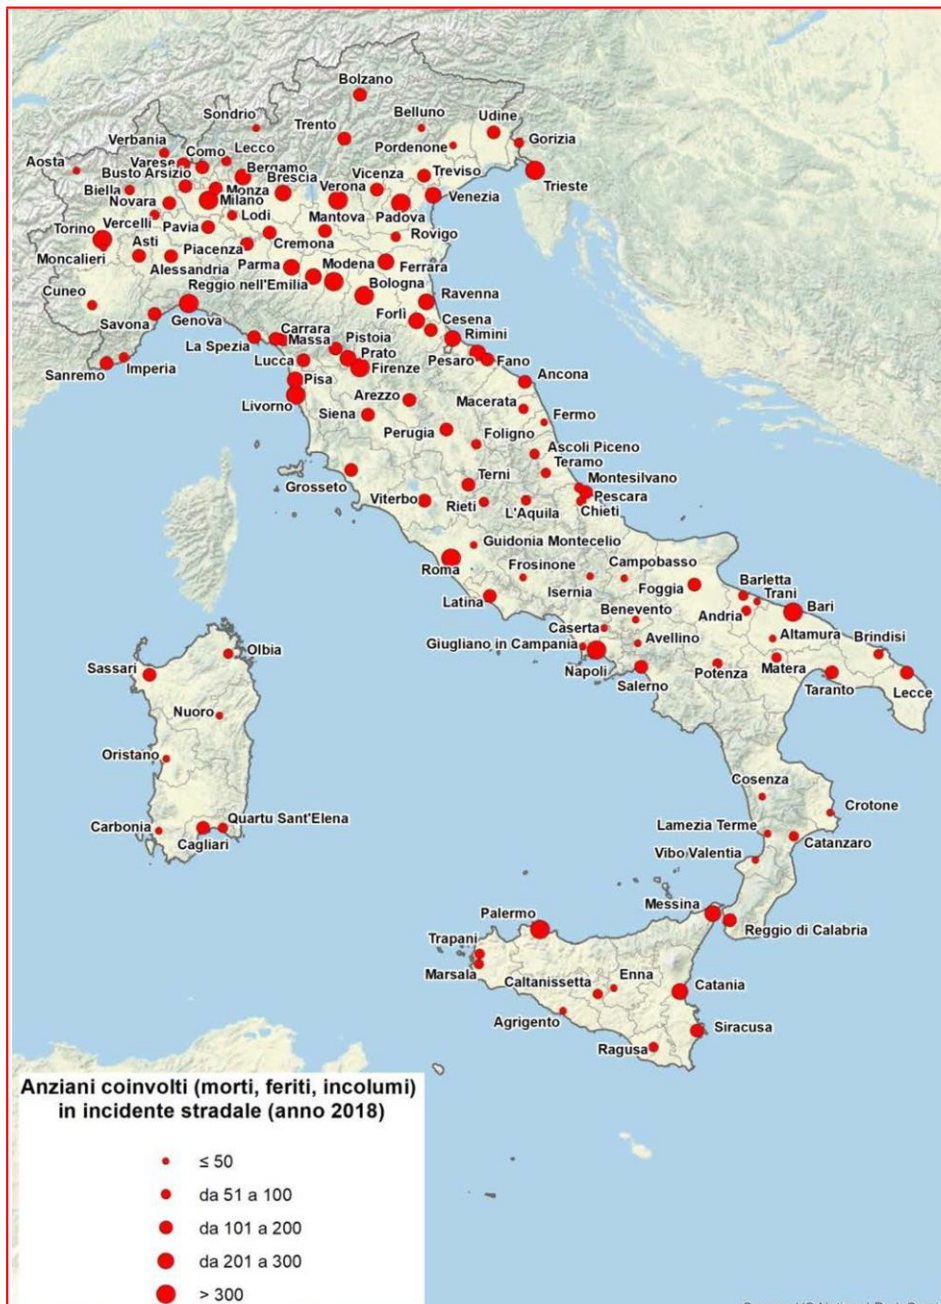 Bolzano
Sondrio
Belluno
Udine
Trento
Verbania
Gorizia
Pordenone
Como
Lecco
Varese
Aosta
Bergamo
Treviso
Busto Arsizio
Vicenza
Brescia
Verona
Trieste
Biella
Monza
Venezia
Novara
Milano
Mantova
Padova
Vercelli
Lodi
Torino
Pavia
Rovigo
Asti
Cremona
Piacenza
Moncalieri
Modena
Ferrara
Parma
Alessandria
Reggio nell'Emilia
Bologna
Cuneo
Ravenna
Savona
Genova
Forlì
Cesena
Carrara
Pistoia
Rimini
La Spezia
Massa
Prato
Lucca
Pesaro
Fano
Firenze
Sanremo
Imperia
Pisa
Ancona
Arezzo
Livorno
Macerata
Siena
Fermo
Perugia
Foligno
Ascoli Piceno
Teramo
Grosseto
Terni
Montesilvano
Viterbo
Rieti
Pescara
L'Aquila
Chieti
Guidonia Montecelio
Roma
Frosinone
Campobasso
Isernia
Foggia
Barletta
Trani
Latina
Benevento
Andria
Bari
Caserta
Avellino
Altamura
Giugliano in Campania
Brindisi
Olbia
Napoli
Sassari
Salerno
Potenza
Matera
Taranto
Lecce
Nuoro
Oristano
Cosenza
Crotone
Carbonia
Quartu Sant'Elena
Lamezia Terme
Cagliari
Catanzaro
Vibo Valentia
Messina
Palermo
Reggio di Calabria
Trapani
Marsala
Enna
Caltanissetta
Catania
Agrigento
Siracusa
Ragusa
Anziani coinvolti (morti, feriti, incolumi)
in incidente stradale (anno 2018)
≤ 50
da 51 a 100
da 101 a 200
da 201 a 300
> 300